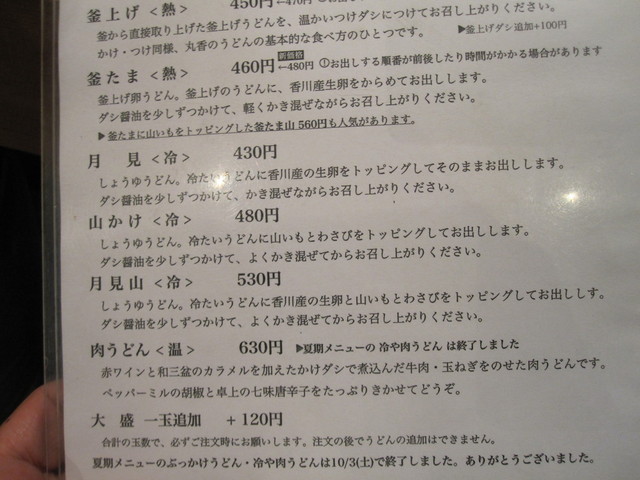 釜上げ <熱> 450円 ←470円
釜から直接取り上げた釜上げうどんを、温かいつけダシにつけてお召し上がりください。
かけ・つけ同様、丸香のうどんの基本的な食べ方のひとつです。 ▶釜上げダシ追加+100円
釜たま <熱> 460円 新価格 ←480円 ①お出しする順番が前後したり時間がかかる場合があります
釜上げ卵うどん。釜上げのうどんに、香川産生卵をからめてお出しします。
ダシ醤油を少しずつかけて、軽くかき混ぜながらお召し上がりください。
▶釜たまに山いもをトッピングした釜たま山 560円も人気があります。
月 見 <冷> 430円
しょうゆうどん。冷たいうどんに香川産の生卵をトッピングしてそのままお出しします。
ダシ醤油を少しずつかけて、かき混ぜながらお召し上がりください。
山かけ <冷> 480円
しょうゆうどん。冷たいうどんに山いもとわさびをトッピングしてお出しします。
ダシ醤油を少しずつかけて、よくかき混ぜてからお召し上がりください。
月見山 <冷> 530円
しょうゆうどん。冷たいうどんに香川産の生卵と山いもとわさびをトッピングしてお出しします。
ダシ醤油を少しずつかけて、よくかき混ぜてからお召し上がりください。
肉うどん <温> 630円 ▶夏期メニューの 冷や肉うどん は終了しました
赤ワインと和三盆のカラメルを加えたかけダシで煮込んだ牛肉・玉ねぎをのせた肉うどんです。
ペッパーミルの胡椒と卓上の七味唐辛子をたっぷりきかせてどうぞ。
大 盛 一玉追加 + 120円
合計の玉数で、必ずご注文時にお願いします。注文の後でうどんの追加はできません。
夏期メニューのぶっかけうどん・冷や肉うどんは10/3(土)で終了しました。ありがとうございました。